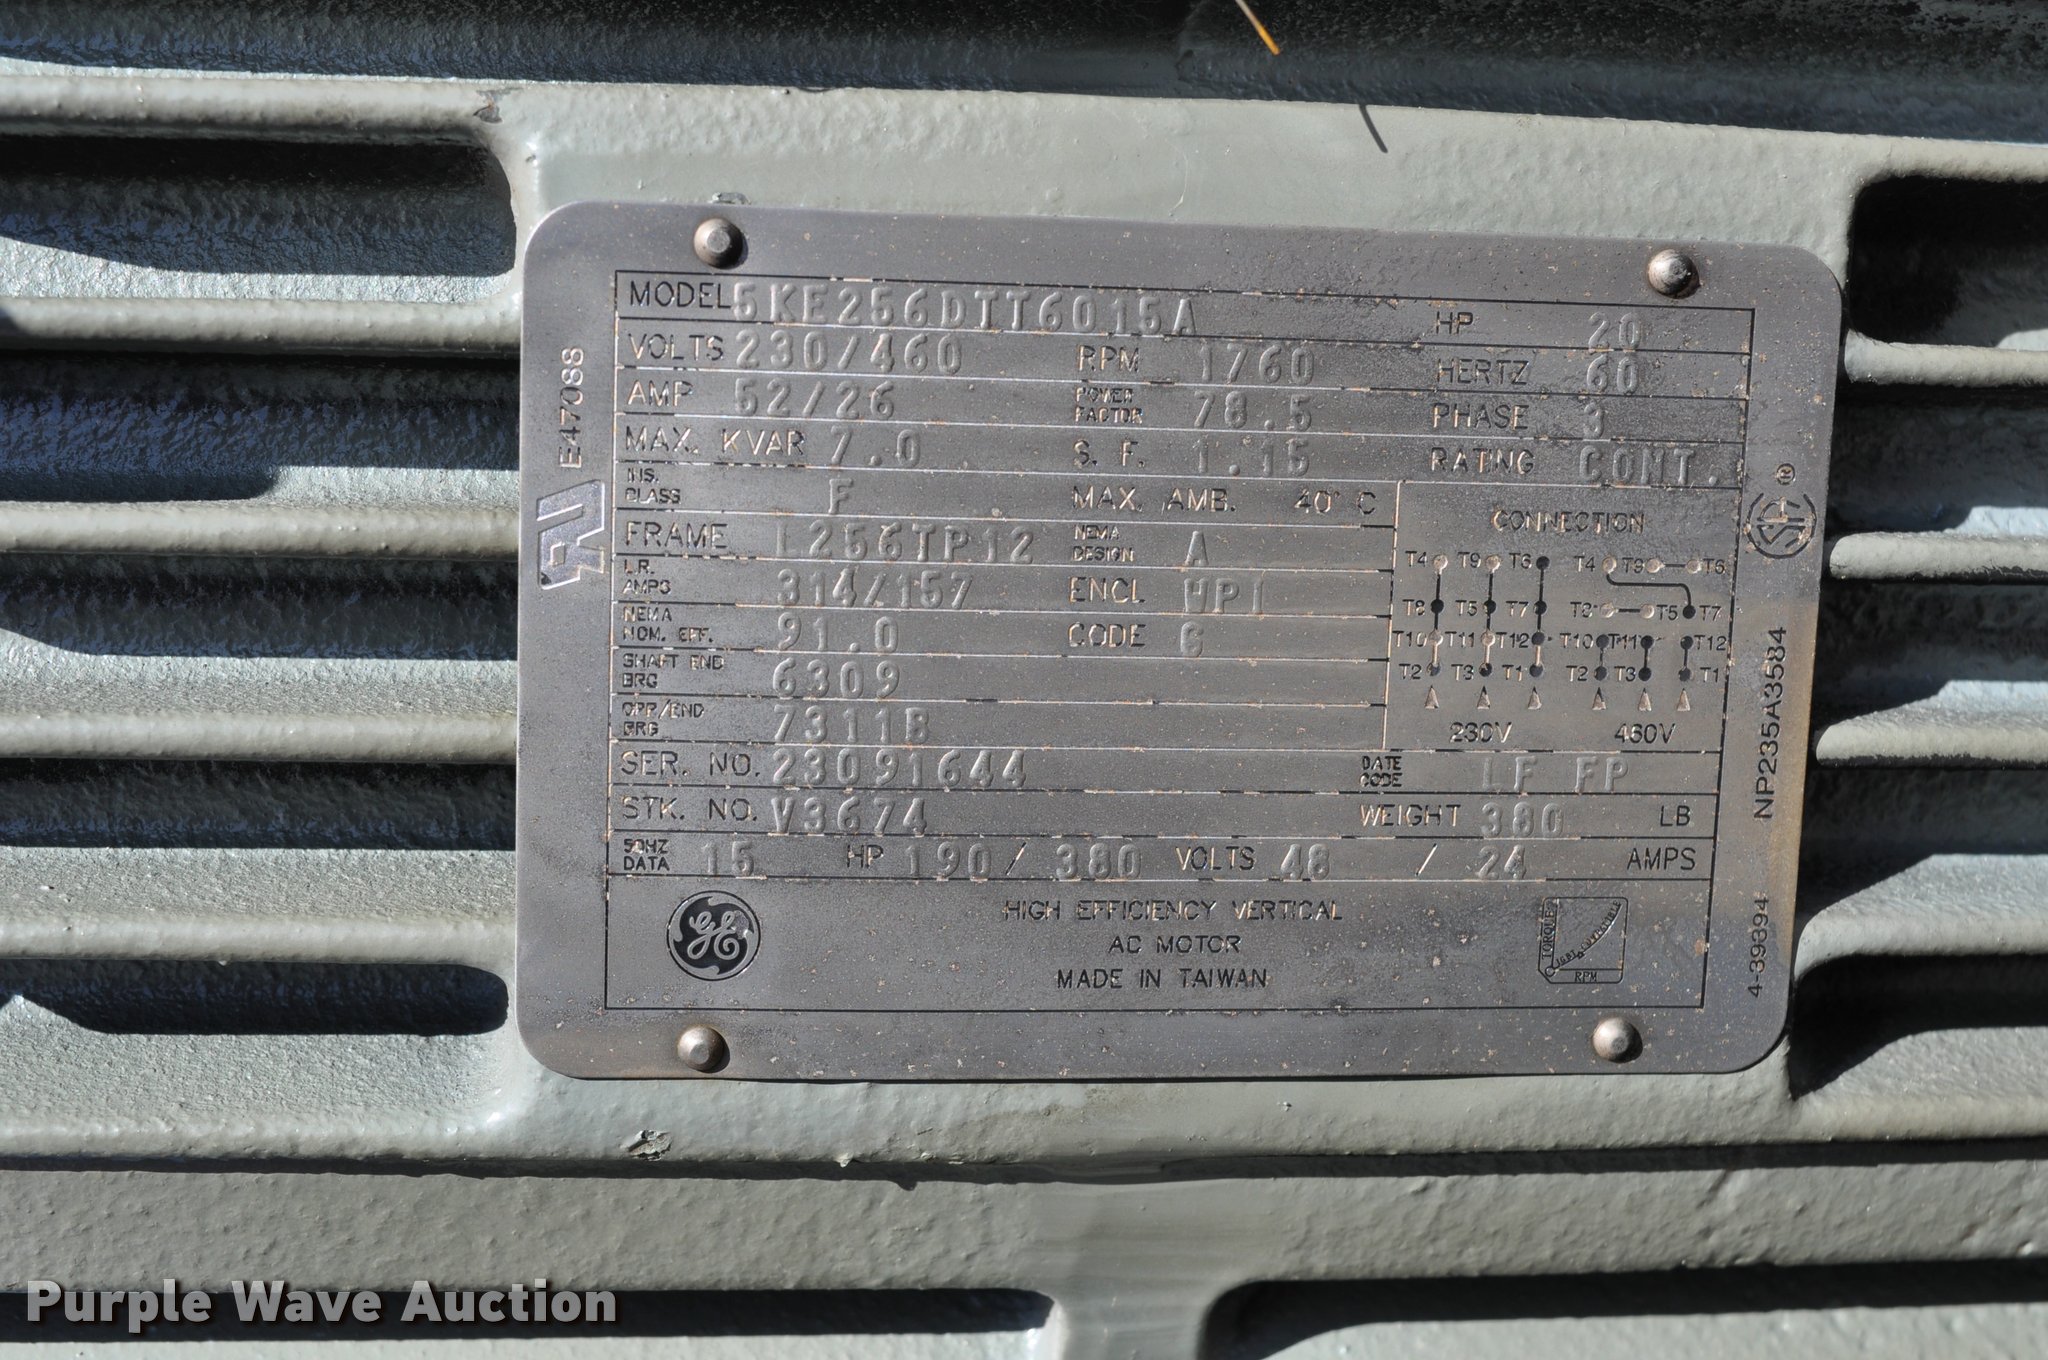 MODEL 5KE256DTT6015A HP 20
VOLTS 230/460 RPM 1760 HERTZ 60
AMP 52/26 POWER FACTOR 78.5 PHASE 3
MAX. KVAR 7.0 S. F. 1.15 RATING CONT.
INS. CLASS F MAX. AMB. 40° C
FRAME L256TP12 NEMA DESIGN A
L.R. AMPS 314/157 ENCL WP1
NEMA NOM. EFF. 91.0 CODE G
SHAFT END BRG 6309
OPP/END BRG 7311B
CONNECTION
T4 T9 T6 T4 T9 T6
T8 T5 T7 T8 T5 T7
T10 T11 T12 T10 T11 T12
T2 T3 T1 T2 T3 T1
230V 460V
SER. NO. 23091644 DATE CODE LF FP
STK. NO. V3674 WEIGHT 380 LB
50HZ DATA 15 HP 190 / 380 VOLTS 48 / 24 AMPS
GE
HIGH EFFICIENCY VERTICAL
AC MOTOR
MADE IN TAIWAN
TORQUE
RPM
E47088
NP235A3584
4-39394
Purple Wave Auction